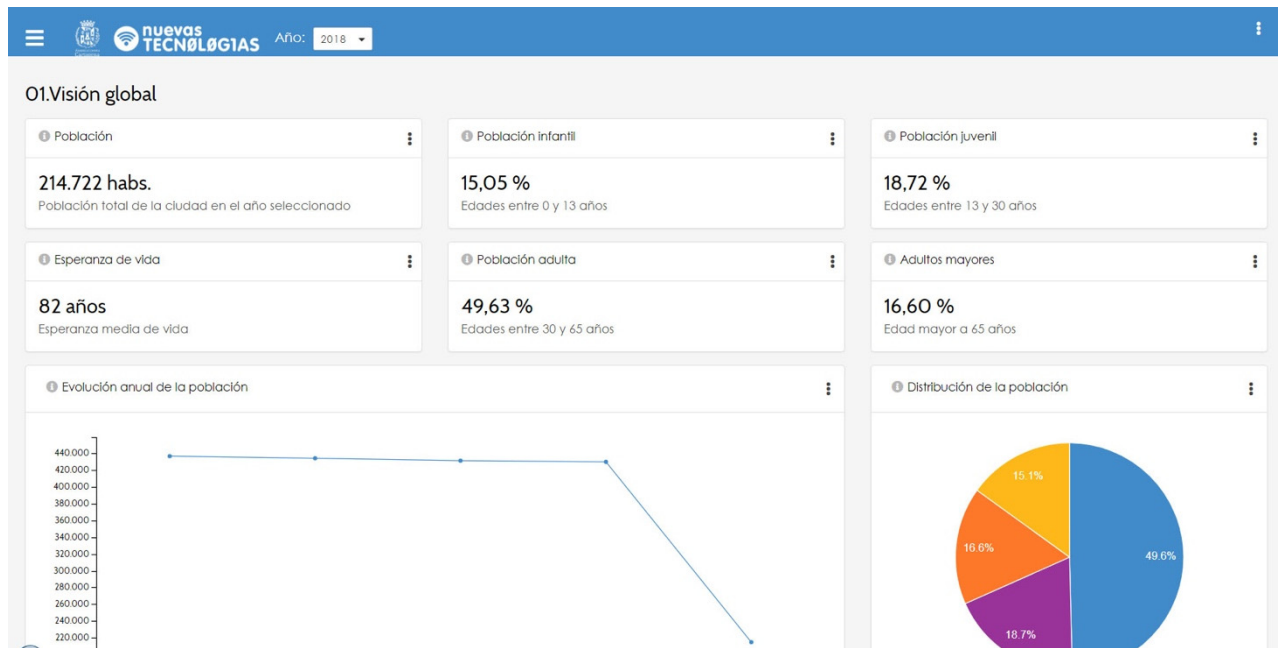 nuevas
TECNØLØG1AS
Año: 2018
01.Visión global
Población
214.722 habs.
Población total de la ciudad en el año seleccionado
Población infantil
15,05 %
Edades entre 0 y 13 años
Población juvenil
18,72 %
Edades entre 13 y 30 años
Esperanza de vida
82 años
Esperanza media de vida
Población adulta
49,63 %
Edades entre 30 y 65 años
Adultos mayores
16,60 %
Edad mayor a 65 años
Evolución anual de la población
440.000
420.000
400.000
380.000
360.000
340.000
320.000
300.000
280.000
260.000
240.000
220.000
Distribución de la población
15.1%
16.6%
49.6%
18.7%